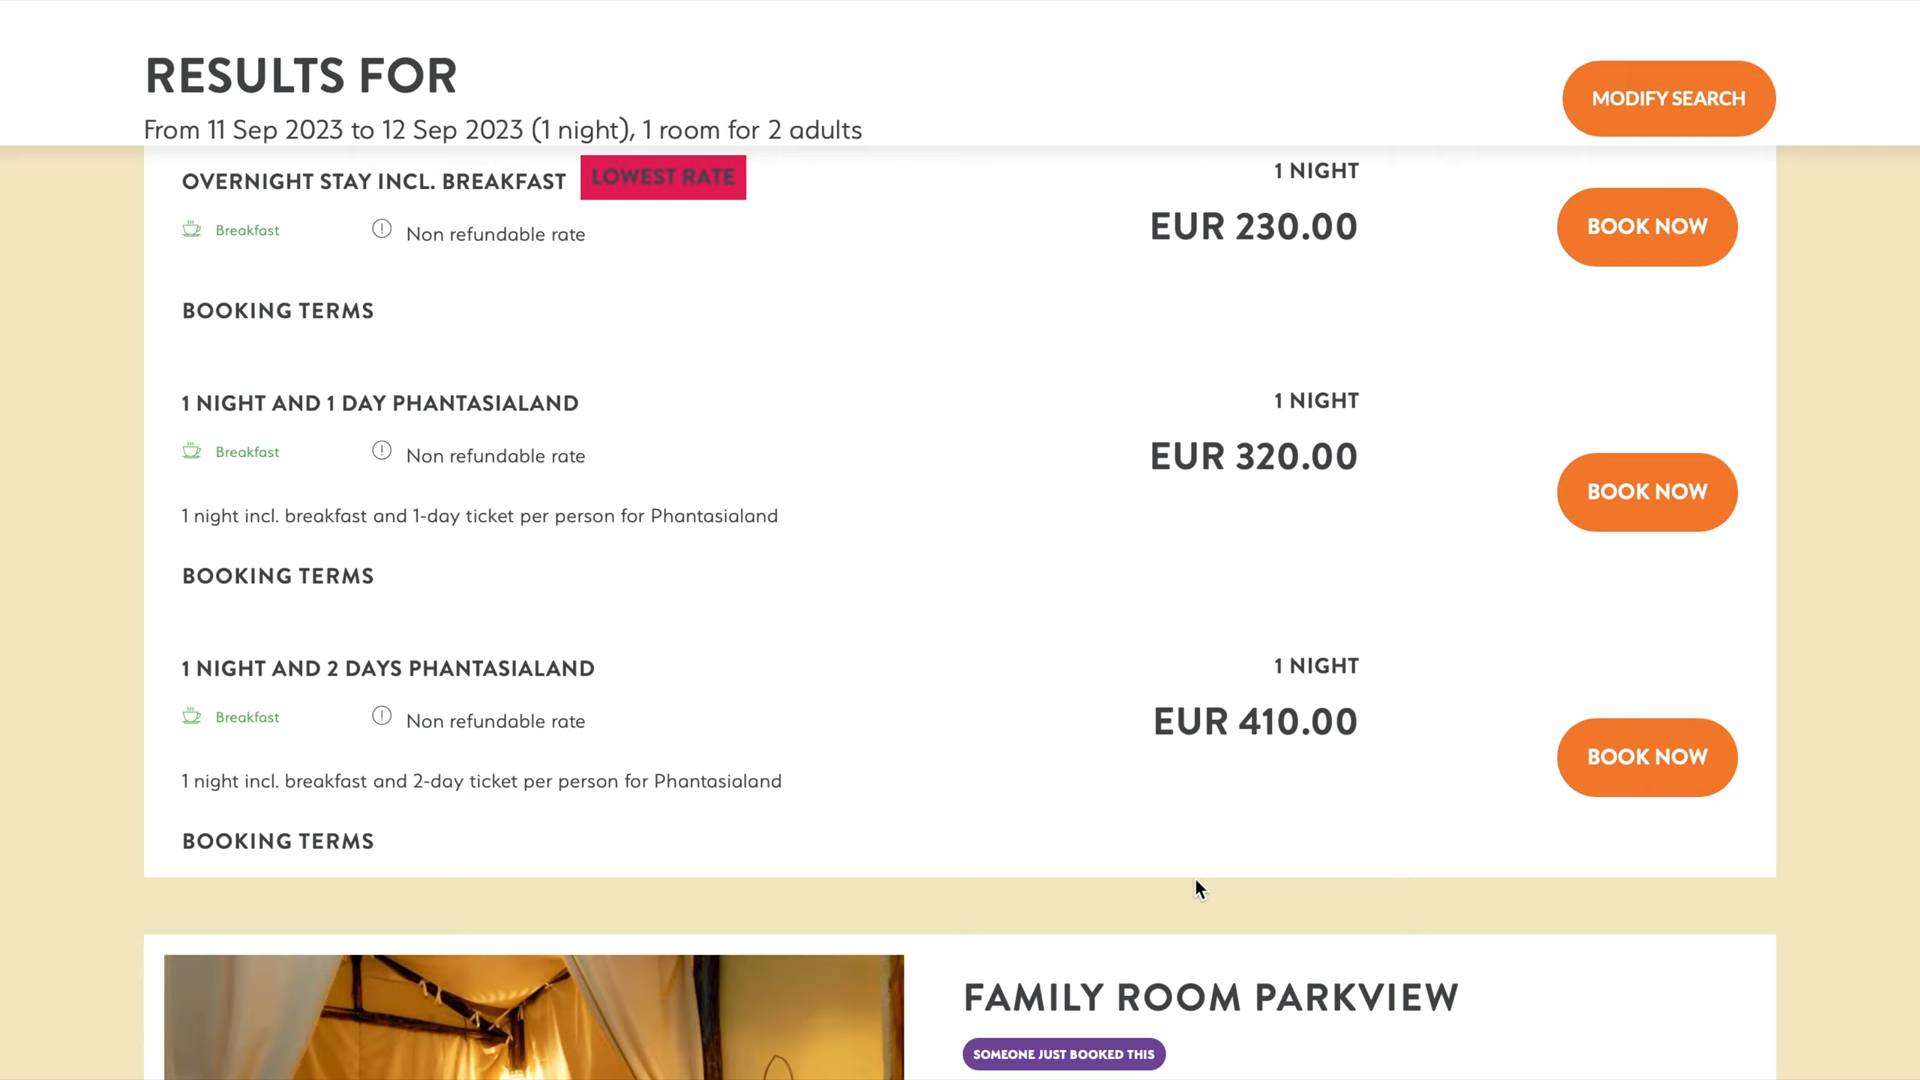 RESULTS FOR
MODIFY SEARCH
From 11 Sep 2023 to 12 Sep 2023 (1 night), 1 room for 2 adults
OVERNIGHT STAY INCL. BREAKFAST LOWEST RATE
1 NIGHT
Breakfast
Non refundable rate
EUR 230.00
BOOK NOW
BOOKING TERMS
1 NIGHT AND 1 DAY PHANTASIALAND
1 NIGHT
Breakfast
Non refundable rate
EUR 320.00
BOOK NOW
1 night incl. breakfast and 1-day ticket per person for Phantasialand
BOOKING TERMS
1 NIGHT AND 2 DAYS PHANTASIALAND
1 NIGHT
Breakfast
Non refundable rate
EUR 410.00
BOOK NOW
1 night incl. breakfast and 2-day ticket per person for Phantasialand
BOOKING TERMS
FAMILY ROOM PARKVIEW
SOMEONE JUST BOOKED THIS